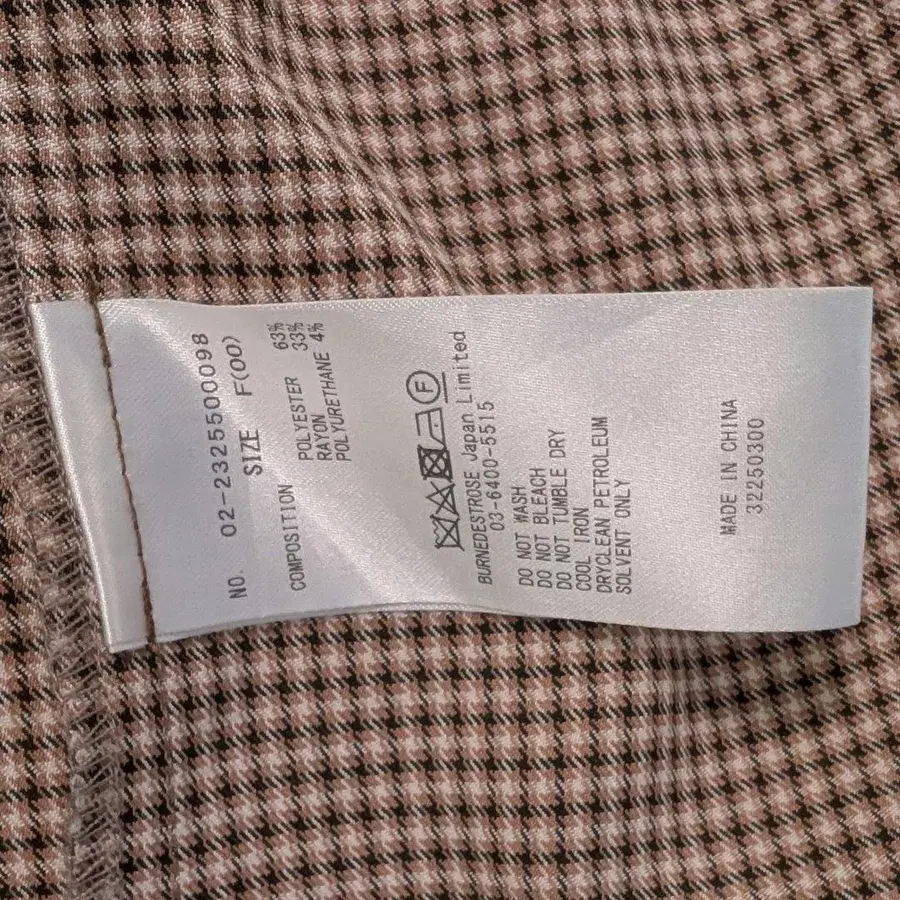 NO. 02-2325500098
SIZE F(00)
COMPOSITION
POLYESTER 63%
RAYON 33%
POLYURETHANE 4%
F
BURNEDESTROSE Japan Limited
03-6400-5515
DO NOT WASH
DO NOT BLEACH
DO NOT TUMBLE DRY
COOL IRON
DRYCLEAN PETROLEUM
SOLVENT ONLY
MADE IN CHINA
32250300